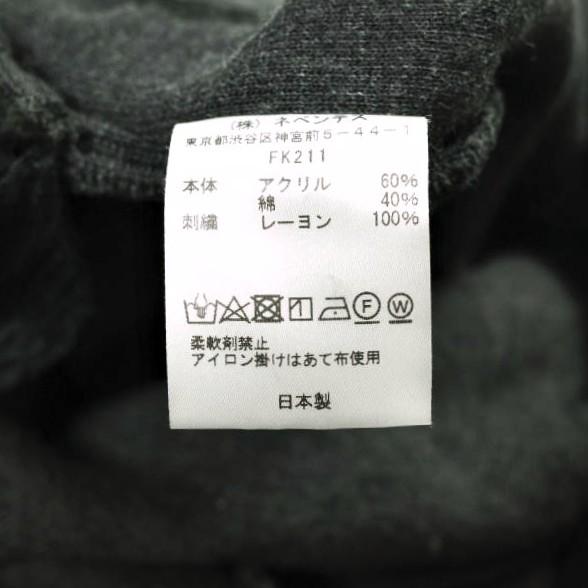 (株) ネペンテス
東京都渋谷区神宮前5-44-1
FK211
本体 アクリル 60%
綿 40%
刺繍 レーヨン 100%
F W
柔軟剤禁止
アイロン掛けはあて布使用
日本製